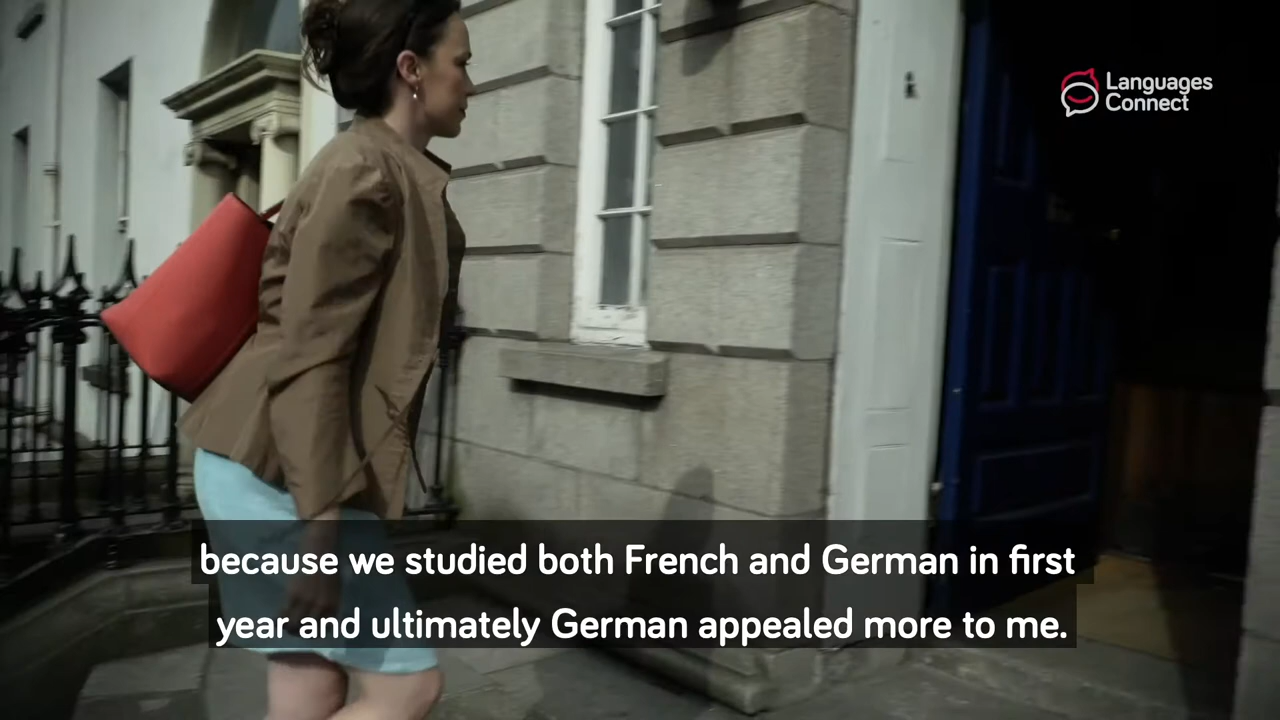 Languages
Connect
because we studied both French and German in first
year and ultimately German appealed more to me.